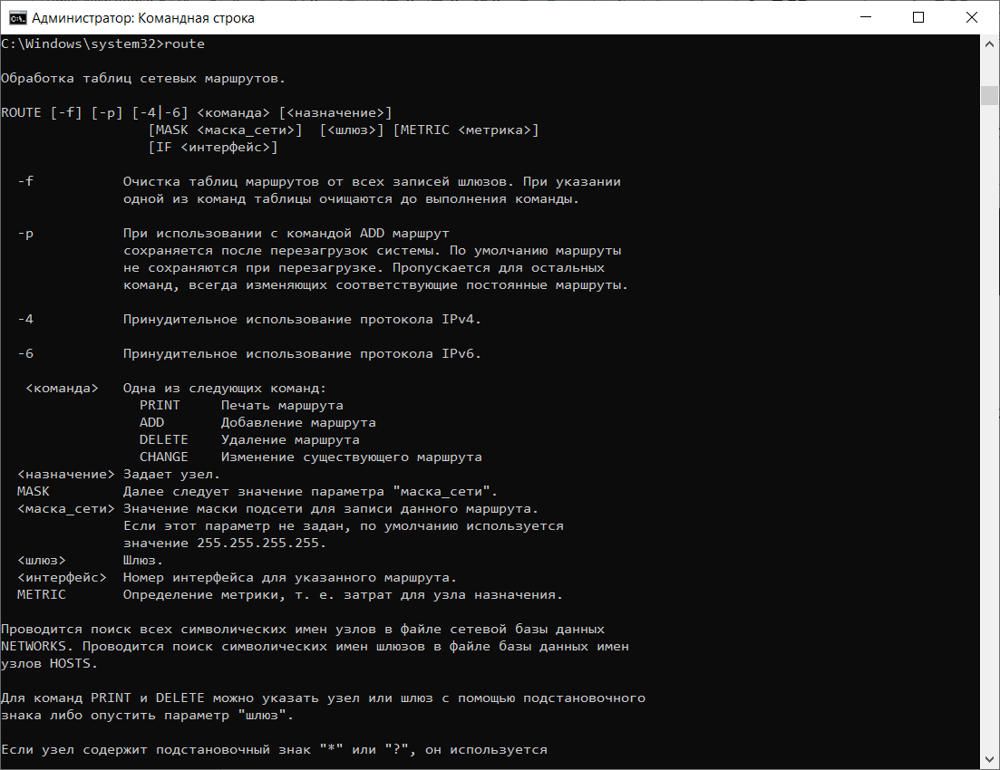 Администратор: Командная строка
C:\Windows\system32>route
Обработка таблиц сетевых маршрутов.
ROUTE [-f] [-p] [-4|-6] <команда> [<назначение>]
[MASK <маска_сети>]  [<шлюз>] [METRIC <метрика>]
[IF <интерфейс>]
-f           Очистка таблиц маршрутов от всех записей шлюзов. При указании
одной из команд таблицы очищаются до выполнения команды.
-p           При использовании с командой ADD маршрут
сохраняется после перезагрузок системы. По умолчанию маршруты
не сохраняются при перезагрузке. Пропускается для остальных
команд, всегда изменяющих соответствующие постоянные маршруты.
-4           Принудительное использование протокола IPv4.
-6           Принудительное использование протокола IPv6.
<команда>   Одна из следующих команд:
PRINT     Печать маршрута
ADD       Добавление маршрута
DELETE    Удаление маршрута
CHANGE    Изменение существующего маршрута
<назначение> Задает узел.
MASK         Далее следует значение параметра "маска_сети".
<маска_сети> Значение маски подсети для записи данного маршрута.
Если этот параметр не задан, по умолчанию используется
значение 255.255.255.255.
<шлюз>       Шлюз.
<интерфейс>  Номер интерфейса для указанного маршрута.
METRIC       Определение метрики, т. е. затрат для узла назначения.
Проводится поиск всех символических имен узлов в файле сетевой базы данных
NETWORKS. Проводится поиск символических имен шлюзов в файле базы данных имен
узлов HOSTS.
Для команд PRINT и DELETE можно указать узел или шлюз с помощью подстановочного
знака либо опустить параметр "шлюз".
Если узел содержит подстановочный знак "*" или "?", он используется